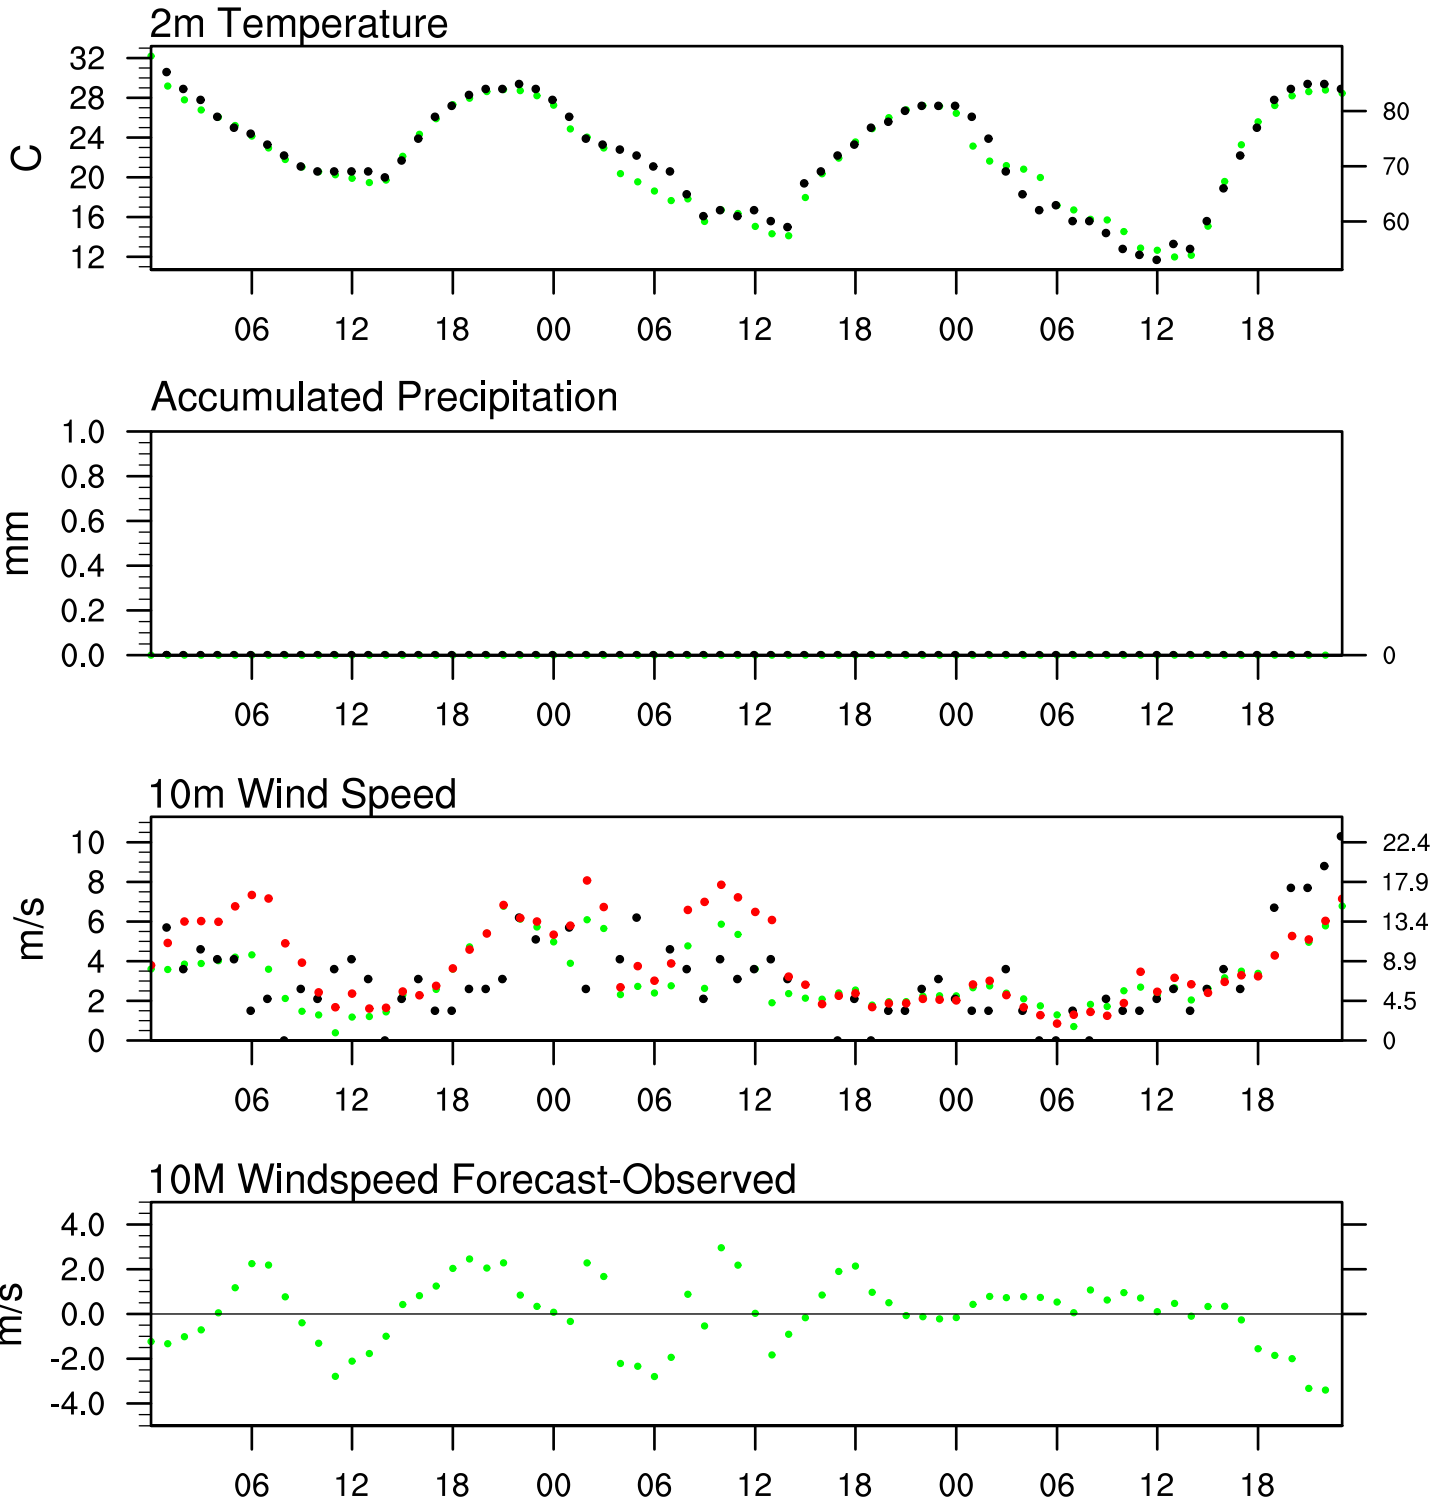 2m Temperature
32
28
24
20
16
12
C
80
70
60
06 12 18 00 06 12 18 00 06 12 18
Accumulated Precipitation
1.0
0.8
0.6
0.4
0.2
0.0
mm
0
06 12 18 00 06 12 18 00 06 12 18
10m Wind Speed
10
8
6
4
2
0
m/s
22.4
17.9
13.4
8.9
4.5
0
06 12 18 00 06 12 18 00 06 12 18
10M Windspeed Forecast-Observed
4.0
2.0
0.0
-2.0
-4.0
m/s
06 12 18 00 06 12 18 00 06 12 18